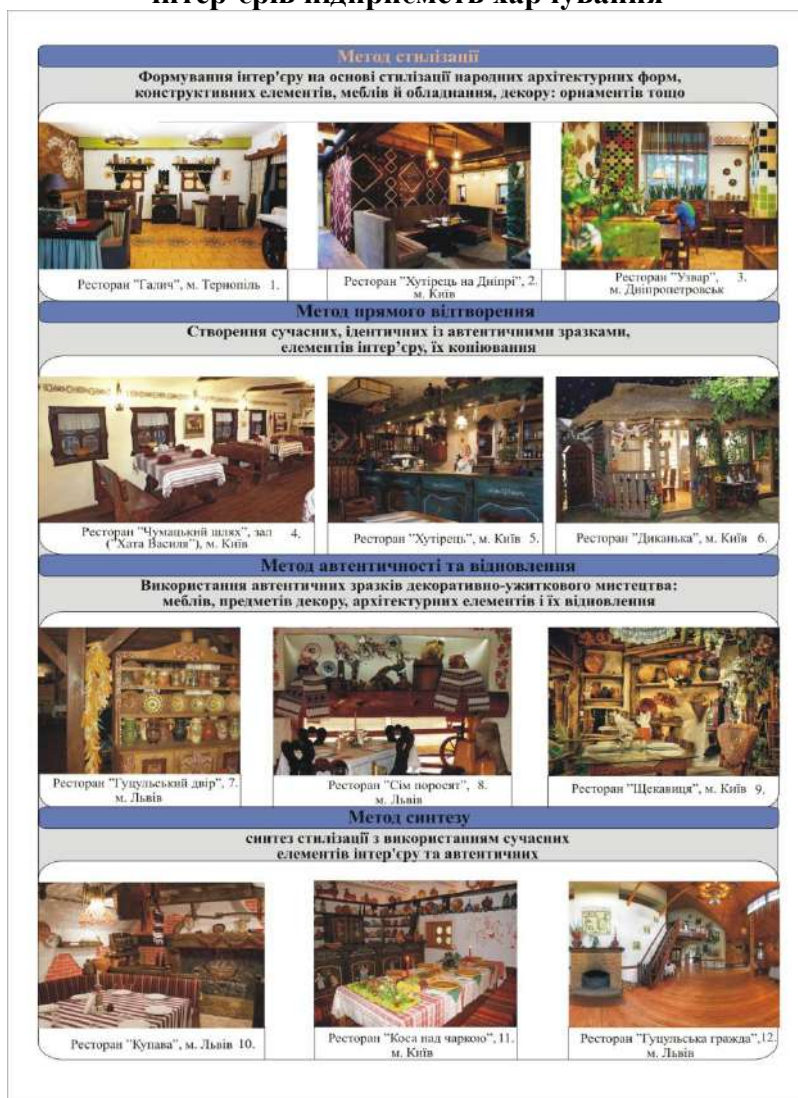 інтер'єрів підприємств харчування
Метод стилізації
Формування інтер'єру на основі стилізації народних архітектурних форм,
конструктивних елементів, меблів й обладнання, декору: орнаментів тощо
Ресторан "Галич", м. Тернопіль 1.
Ресторан "Хутірець на Дніпрі", 2.
м. Київ
Ресторан "Узвар", 3.
м. Дніпропетровськ
Метод прямого відтворення
Створення сучасних, ідентичних із автентичними зразками,
елементів інтер'єру, їх копіювання
Ресторан "Чумацький шлях", зал 4.
("Хата Василя"), м. Київ
Ресторан "Хутірець", м. Київ 5.
Ресторан "Диканька", м. Київ 6.
Метод автентичності та відновлення
Використання автентичних зразків декоративно-ужиткового мистецтва:
меблів, предметів декору, архітектурних елементів і їх відновлення
Ресторан "Гуцульський двір", 7.
м. Львів
Ресторан "Сім поросят", 8.
м. Львів
Ресторан "Щекавиця", м. Київ 9.
Метод синтезу
синтез стилізації з використанням сучасних
елементів інтер'єру та автентичних
Ресторан "Купава", м. Львів 10.
Ресторан "Коса над чаркою", 11.
м. Київ
Ресторан "Гуцульська гражда", 12.
м. Львів